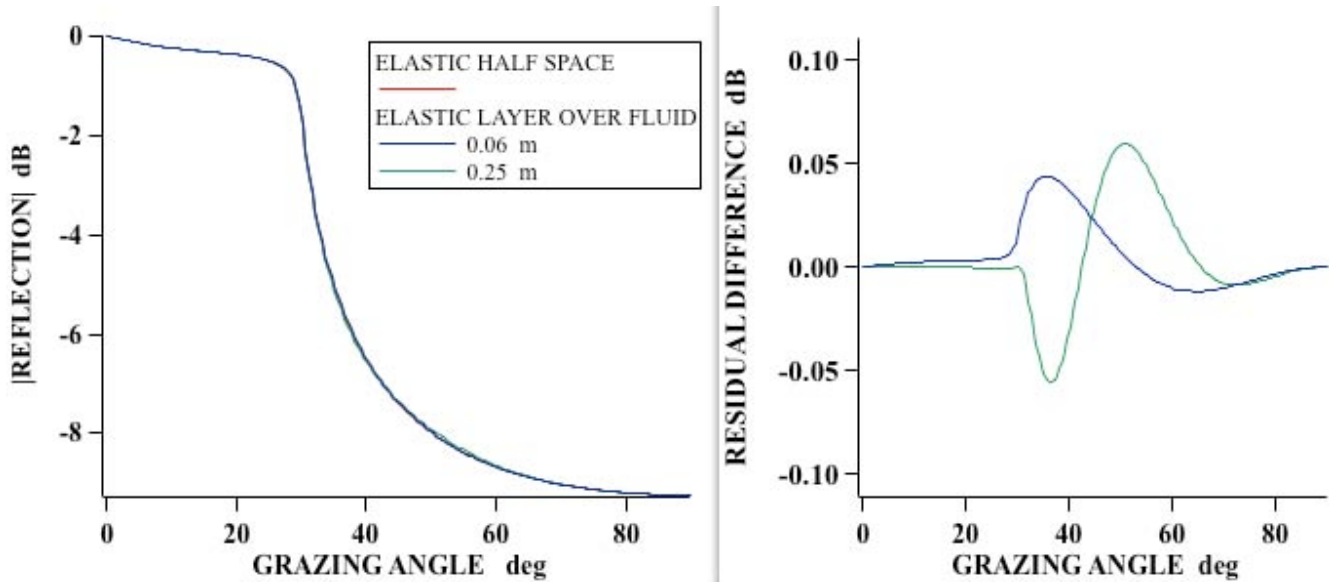 0
-2
-4
-6
-8
|REFLECTION| dB
ELASTIC HALF SPACE
ELASTIC LAYER OVER FLUID
0.06 m
0.25 m
0 20 40 60 80
GRAZING ANGLE deg
0.10
0.05
0.00
-0.05
-0.10
RESIDUAL DIFFERENCE dB
0 20 40 60 80
GRAZING ANGLE deg